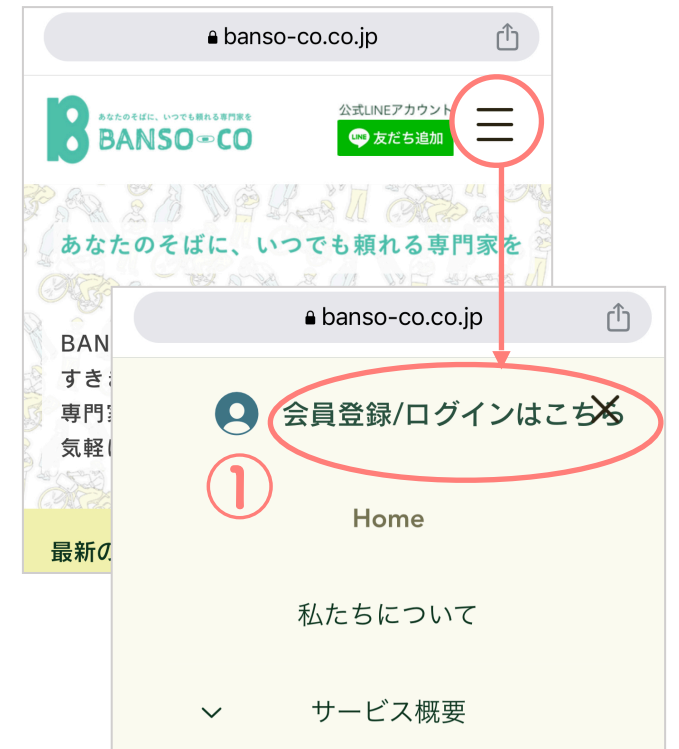 banso-co.co.jp
あなたのそばに、いつでも頼れる専門家を
BANSO-CO
公式LINEアカウント
LINE 友だち追加
あなたのそばに、いつでも頼れる専門家を
BAN
すき
専門
気軽
最新の
banso-co.co.jp
会員登録/ログインはこちら
①
Home
私たちについて
サービス概要